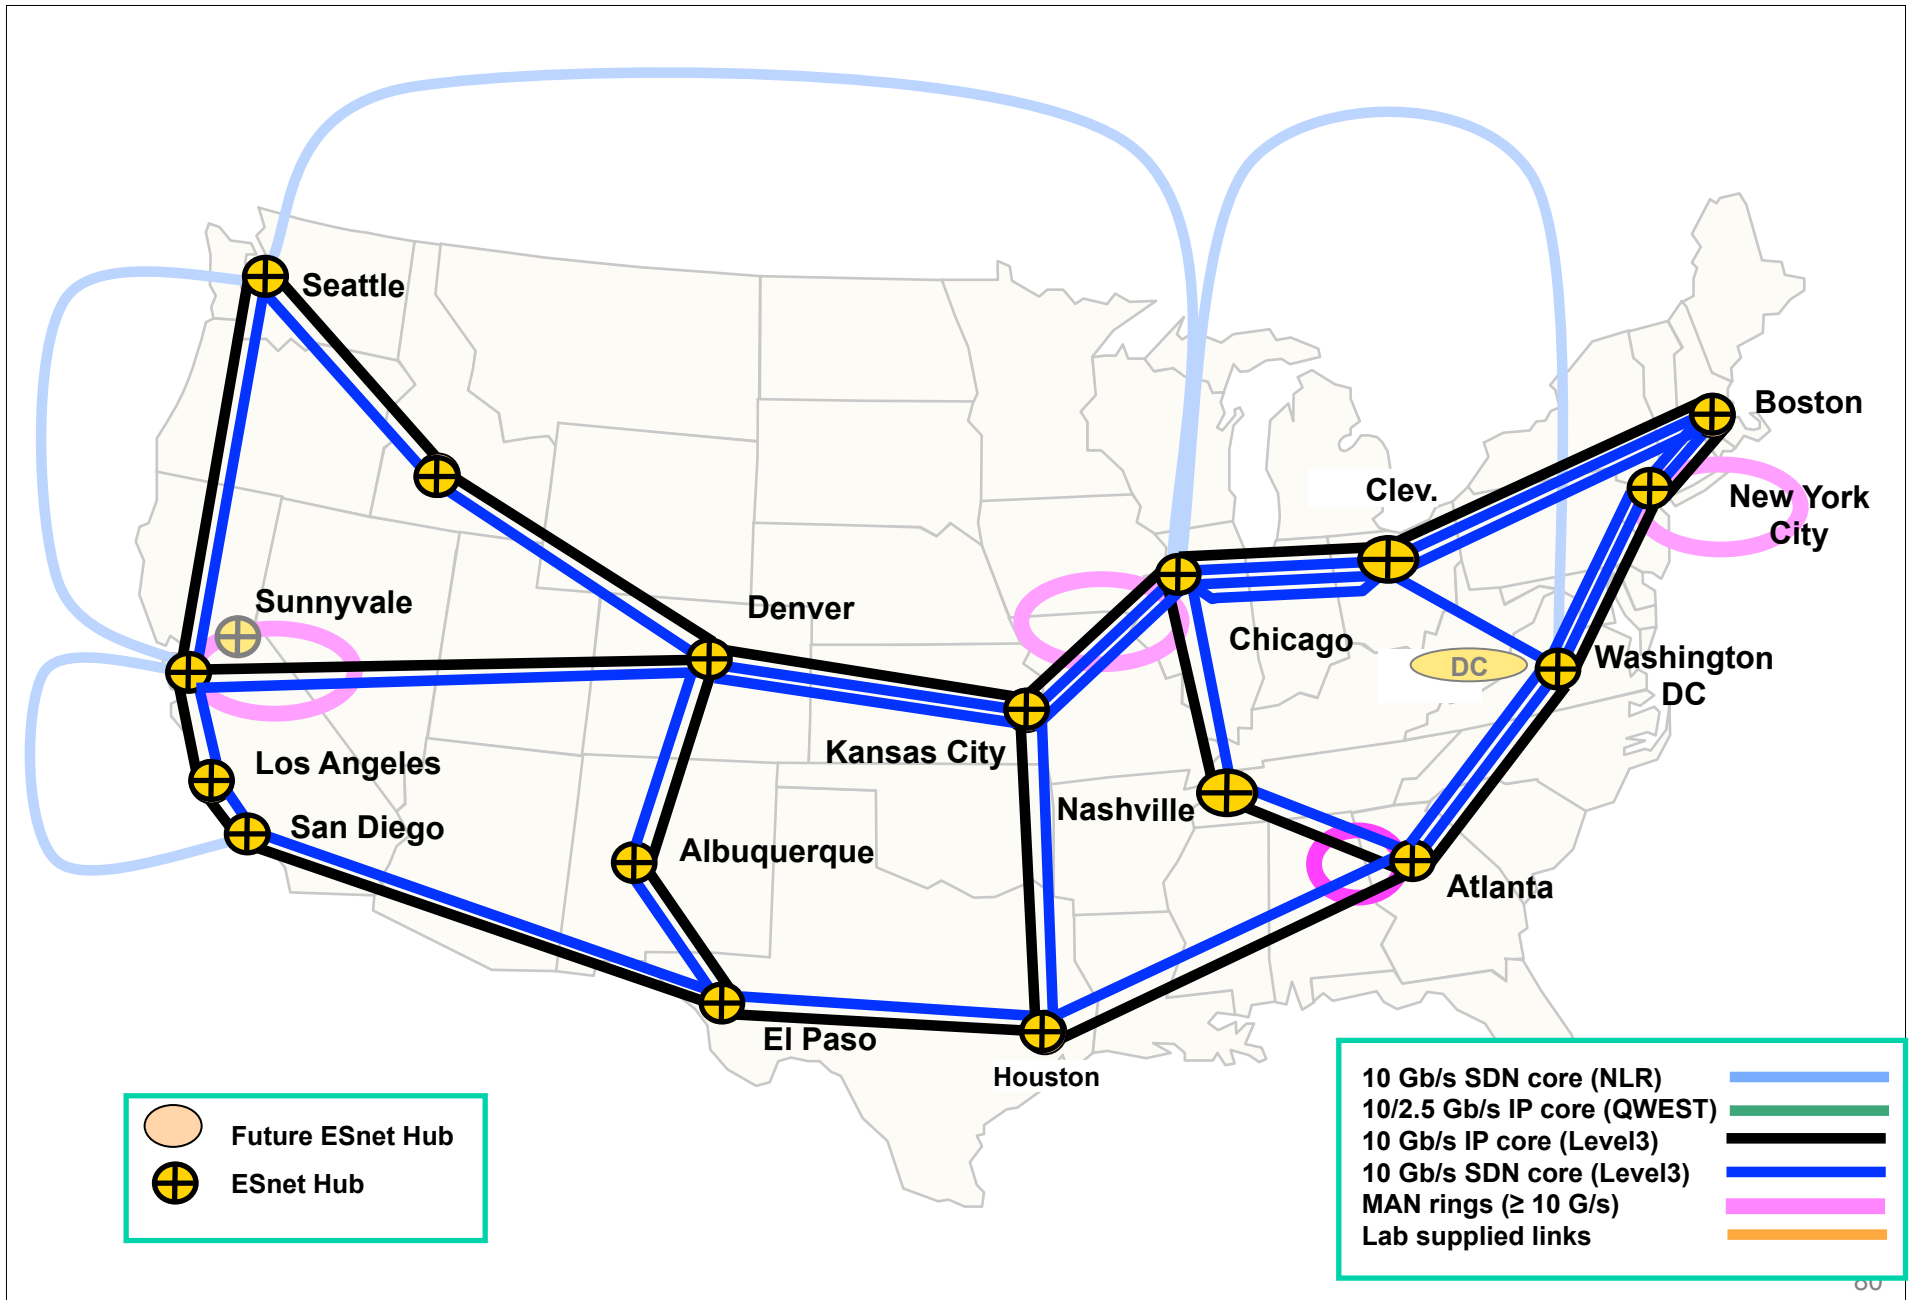 Seattle
Boston
Clev.
New York
City
Sunnyvale
Denver
Chicago
DC
Washington
DC
Kansas City
Los Angeles
Nashville
San Diego
Albuquerque
Atlanta
El Paso
Houston
Future ESnet Hub
ESnet Hub
10 Gb/s SDN core (NLR)
10/2.5 Gb/s IP core (QWEST)
10 Gb/s IP core (Level3)
10 Gb/s SDN core (Level3)
MAN rings (≥ 10 G/s)
Lab supplied links
80